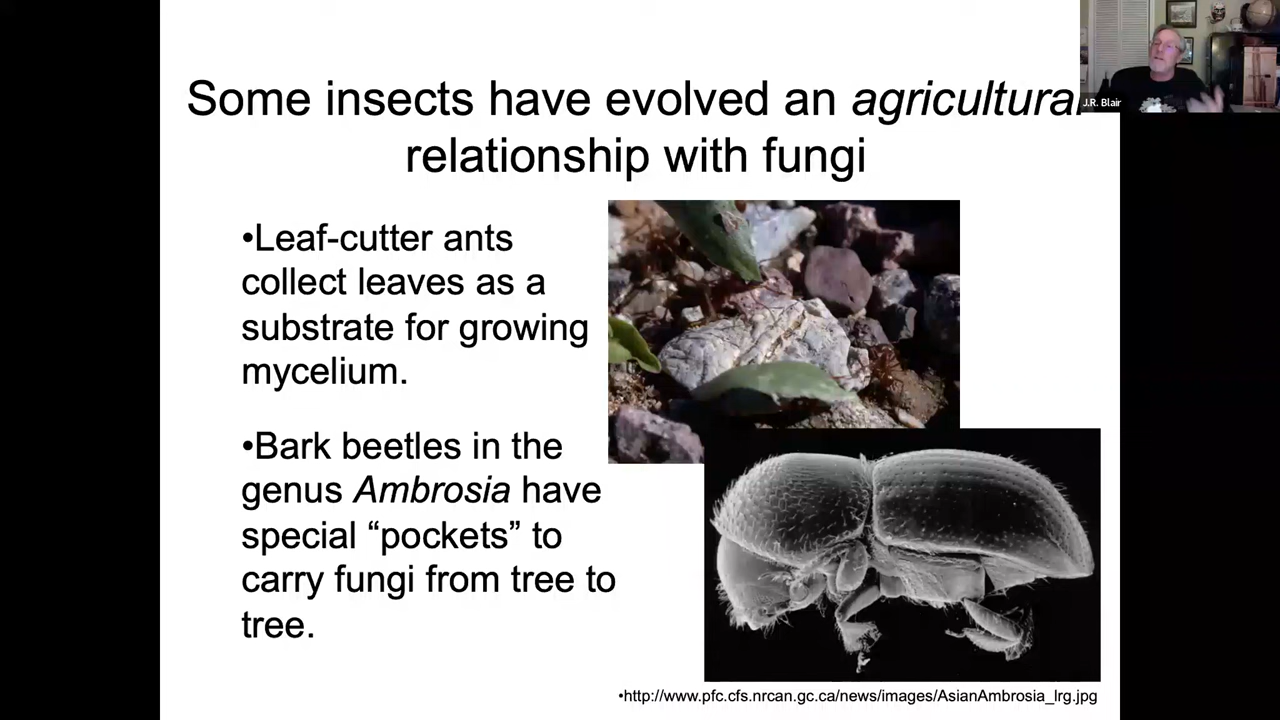 Some insects have evolved an agricultural
relationship with fungi
•Leaf-cutter ants
collect leaves as a
substrate for growing
mycelium.
•Bark beetles in the
genus Ambrosia have
special “pockets” to
carry fungi from tree to
tree.
•http://www.pfc.cfs.nrcan.gc.ca/news/images/AsianAmbrosia_lrg.jpg
J.R. Blair